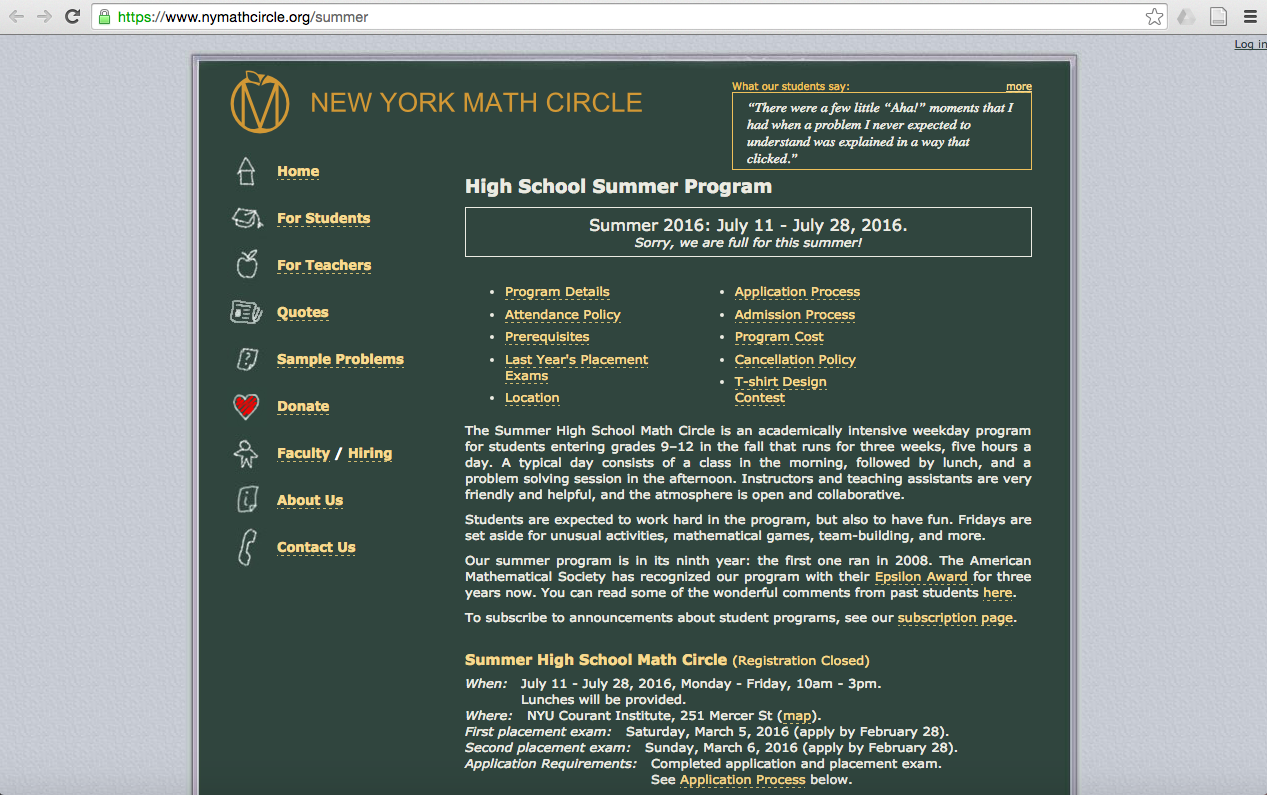 https://www.nymathcircle.org/summer
Log in
NEW YORK MATH CIRCLE
What our students say:
more
“There were a few little “Aha!” moments that I
had when a problem I never expected to
understand was explained in a way that
clicked.”
Home
For Students
For Teachers
Quotes
Sample Problems
Donate
Faculty / Hiring
About Us
Contact Us
High School Summer Program
Summer 2016: July 11 - July 28, 2016.
Sorry, we are full for this summer!
• Program Details
• Attendance Policy
• Prerequisites
• Last Year's Placement
Exams
• Location
• Application Process
• Admission Process
• Program Cost
• Cancellation Policy
• T-shirt Design
Contest
The Summer High School Math Circle is an academically intensive weekday program
for students entering grades 9–12 in the fall that runs for three weeks, five hours a
day. A typical day consists of a class in the morning, followed by lunch, and a
problem solving session in the afternoon. Instructors and teaching assistants are very
friendly and helpful, and the atmosphere is open and collaborative.
Students are expected to work hard in the program, but also to have fun. Fridays are
set aside for unusual activities, mathematical games, team-building, and more.
Our summer program is in its ninth year: the first one ran in 2008. The American
Mathematical Society has recognized our program with their Epsilon Award for three
years now. You can read some of the wonderful comments from past students here.
To subscribe to announcements about student programs, see our subscription page.
Summer High School Math Circle (Registration Closed)
When: July 11 - July 28, 2016, Monday - Friday, 10am - 3pm.
Lunches will be provided.
Where: NYU Courant Institute, 251 Mercer St (map).
First placement exam: Saturday, March 5, 2016 (apply by February 28).
Second placement exam: Sunday, March 6, 2016 (apply by February 28).
Application Requirements: Completed application and placement exam.
See Application Process below.